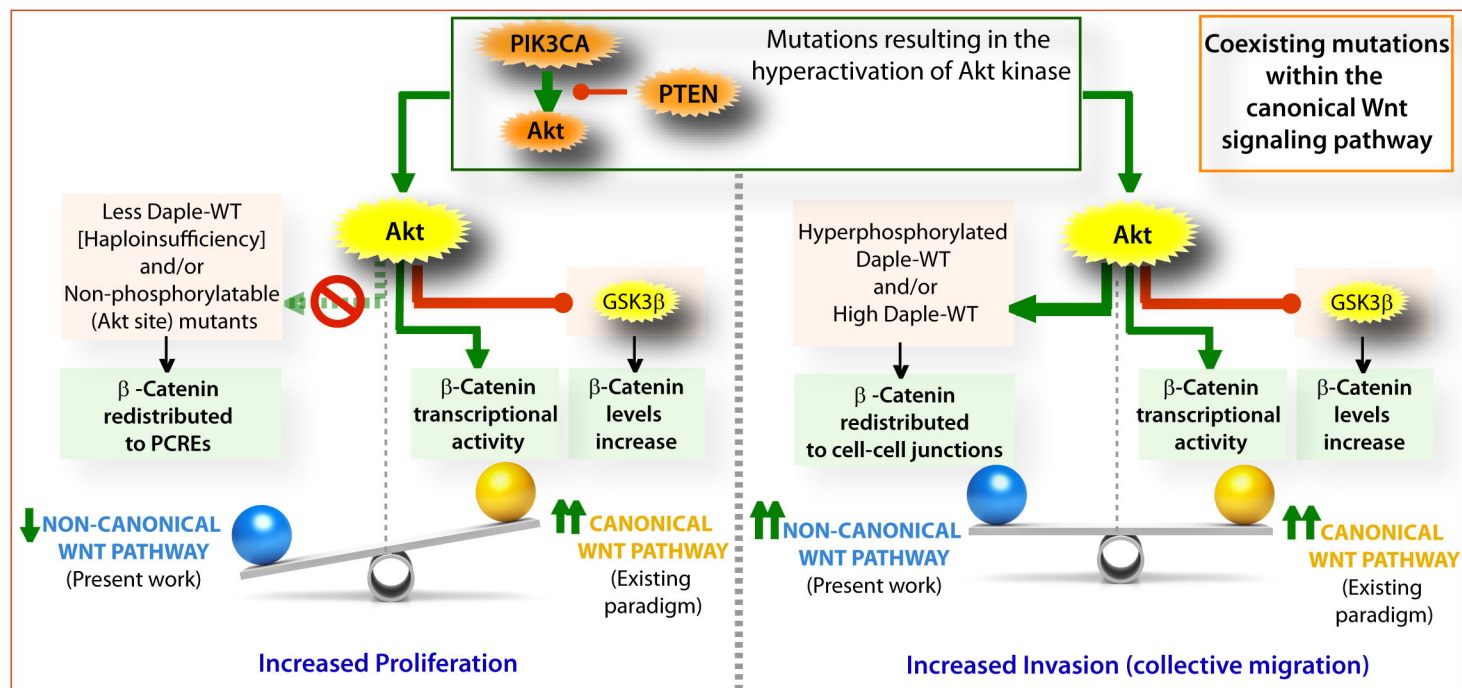 PIK3CA
PTEN
Akt
Mutations resulting in the
hyperactivation of Akt kinase
Coexisting mutations
within the
canonical Wnt
signaling pathway
Less Daple-WT
[Haploinsufficiency]
and/or
Non-phosphorylatable
(Akt site) mutants
Akt
GSK3β
β -Catenin
redistributed
to PCREs
β-Catenin
transcriptional
activity
β-Catenin
levels
increase
NON-CANONICAL
WNT PATHWAY
(Present work)
CANONICAL
WNT PATHWAY
(Existing
paradigm)
Increased Proliferation
Hyperphosphorylated
Daple-WT
and/or
High Daple-WT
Akt
GSK3β
β -Catenin
redistributed
to cell-cell junctions
β-Catenin
transcriptional
activity
β-Catenin
levels
increase
NON-CANONICAL
WNT PATHWAY
(Present work)
CANONICAL
WNT PATHWAY
(Existing
paradigm)
Increased Invasion (collective migration)